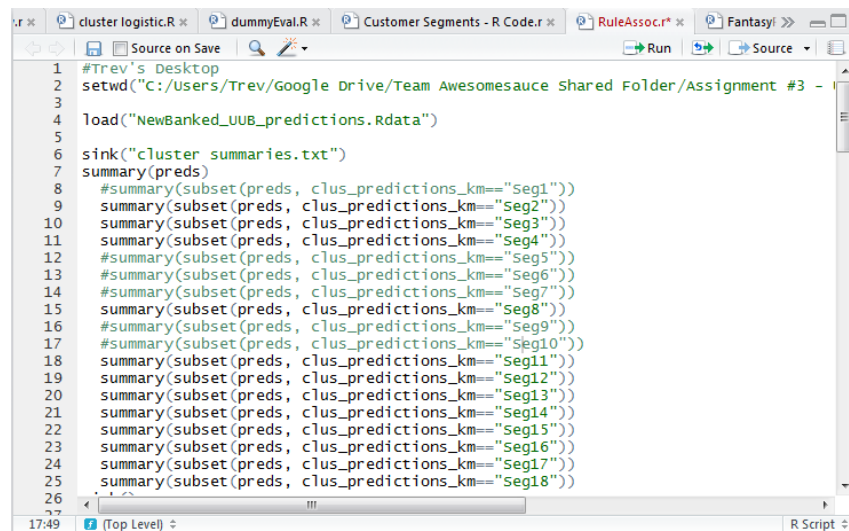 .r × cluster logistic.R × dummyEval.R × Customer Segments - R Code.r × RuleAssoc.r* ×
Source on Save Run Source
1 #Trev's Desktop
2 setwd("C:/Users/Trev/Google Drive/Team Awesomesauce Shared Folder/Assignment #3 -
3
4 load("NewBanked_UUB_predictions.Rdata")
5
6 sink("cluster summaries.txt")
7 summary(preds)
8 #summary(subset(preds, clus_predictions_km=="Seg1"))
9 summary(subset(preds, clus_predictions_km=="Seg2"))
10 summary(subset(preds, clus_predictions_km=="Seg3"))
11 summary(subset(preds, clus_predictions_km=="Seg4"))
12 #summary(subset(preds, clus_predictions_km=="Seg5"))
13 #summary(subset(preds, clus_predictions_km=="Seg6"))
14 #summary(subset(preds, clus_predictions_km=="Seg7"))
15 summary(subset(preds, clus_predictions_km=="Seg8"))
16 #summary(subset(preds, clus_predictions_km=="Seg9"))
17 #summary(subset(preds, clus_predictions_km=="Seg10"))
18 summary(subset(preds, clus_predictions_km=="Seg11"))
19 summary(subset(preds, clus_predictions_km=="Seg12"))
20 summary(subset(preds, clus_predictions_km=="Seg13"))
21 summary(subset(preds, clus_predictions_km=="Seg14"))
22 summary(subset(preds, clus_predictions_km=="Seg15"))
23 summary(subset(preds, clus_predictions_km=="Seg16"))
24 summary(subset(preds, clus_predictions_km=="Seg17"))
25 summary(subset(preds, clus_predictions_km=="Seg18"))
26
17:49 (Top Level) R Script